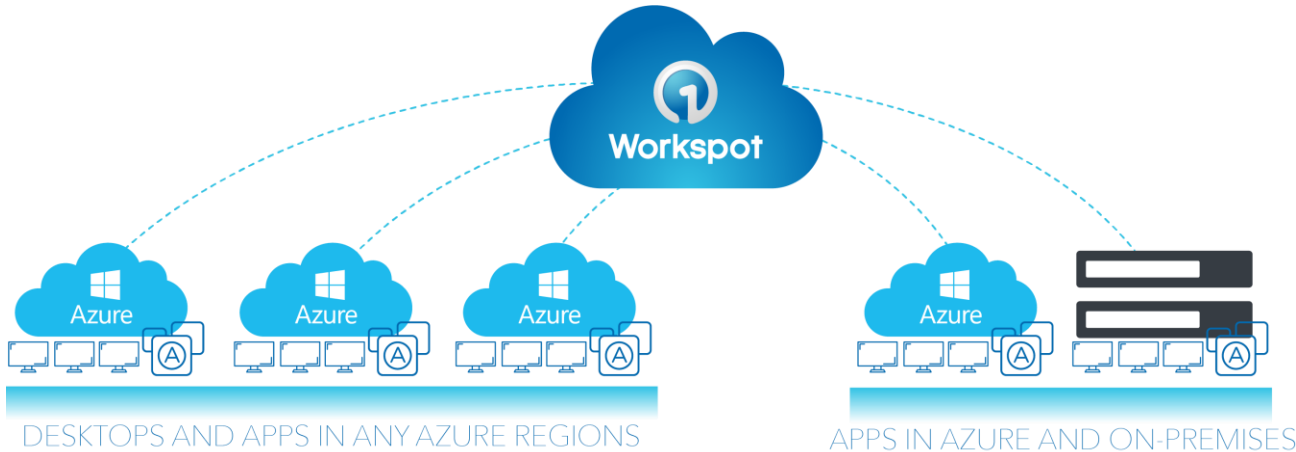 Workspot
Azure
Azure
Azure
Azure
A
A
A
A
A
DESKTOPS AND APPS IN ANY AZURE REGIONS
APPS IN AZURE AND ON-PREMISES